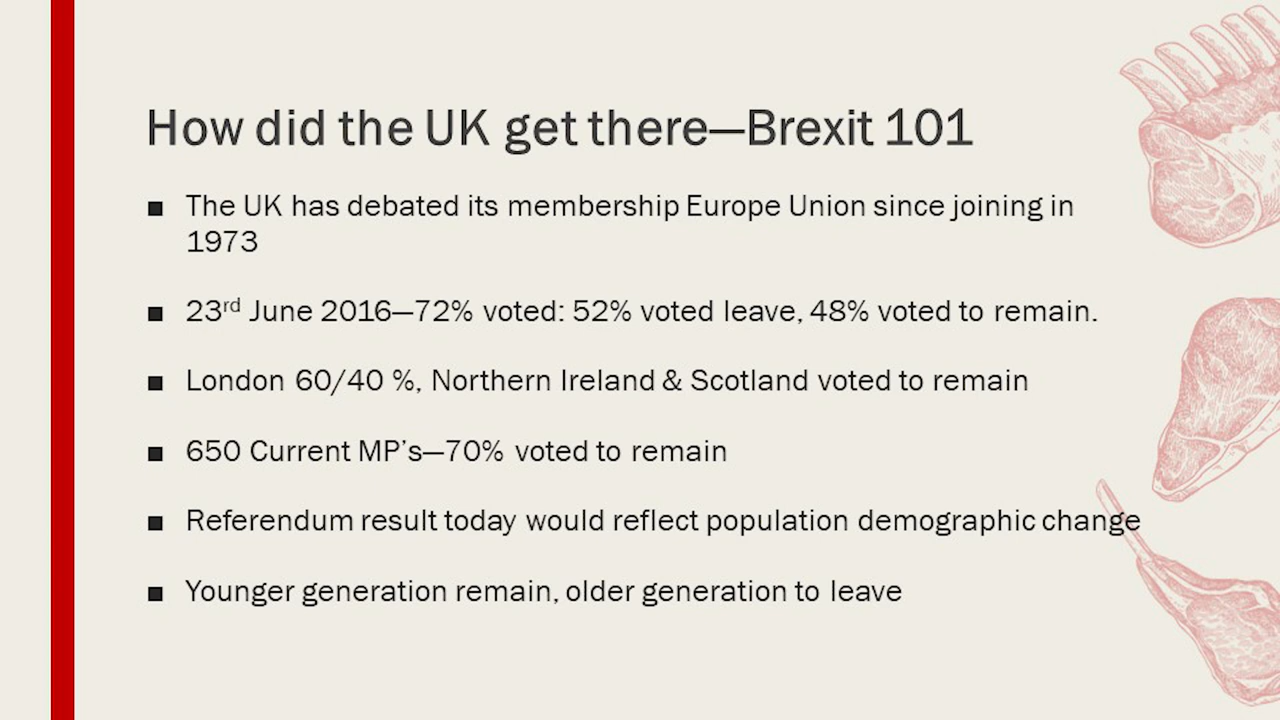 How did the UK get there—Brexit 101
■ The UK has debated its membership Europe Union since joining in
1973
■ 23rd June 2016—72% voted: 52% voted leave, 48% voted to remain.
■ London 60/40 %, Northern Ireland & Scotland voted to remain
■ 650 Current MP’s—70% voted to remain
■ Referendum result today would reflect population demographic change
■ Younger generation remain, older generation to leave